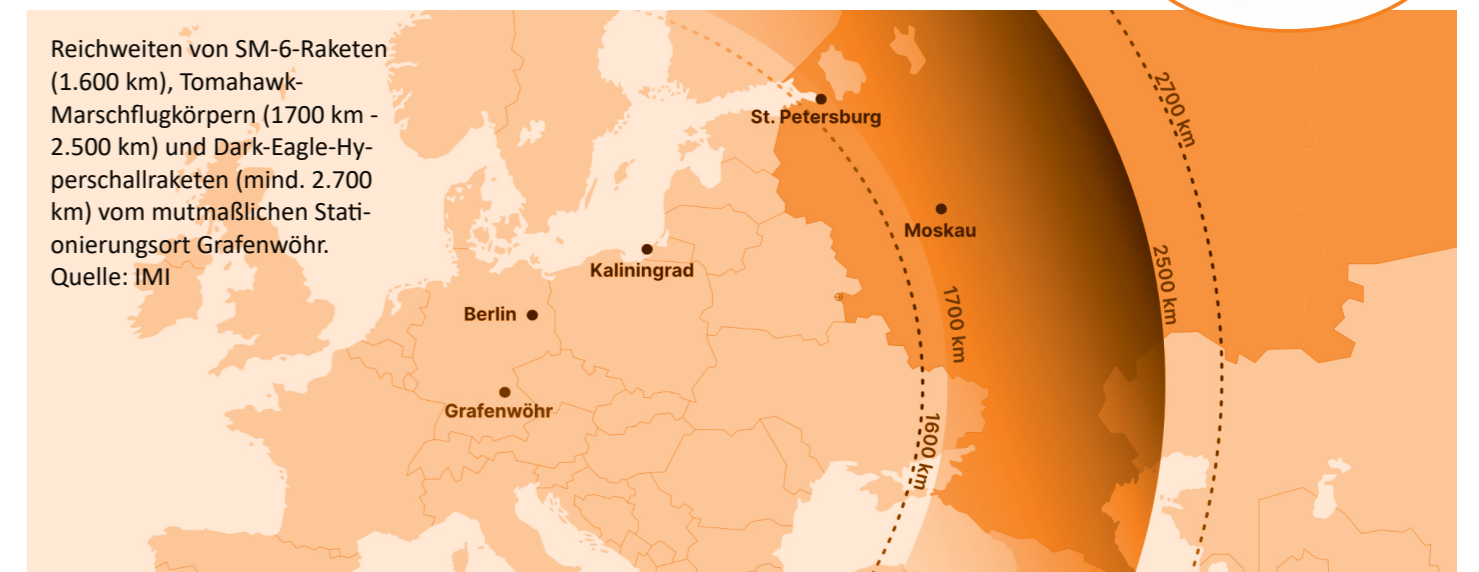 Reichweiten von SM-6-Raketen
(1.600 km), Tomahawk-
Marschflugkörpern (1700 km -
2.500 km) und Dark-Eagle-Hy-
perschallraketen (mind. 2.700
km) vom mutmaßlichen Stati-
onierungsort Grafenwöhr.
Quelle: IMI
2700 km
St. Petersburg
Moskau
Kaliningrad
2500 km
1700 km
Berlin
Grafenwöhr
1600 km